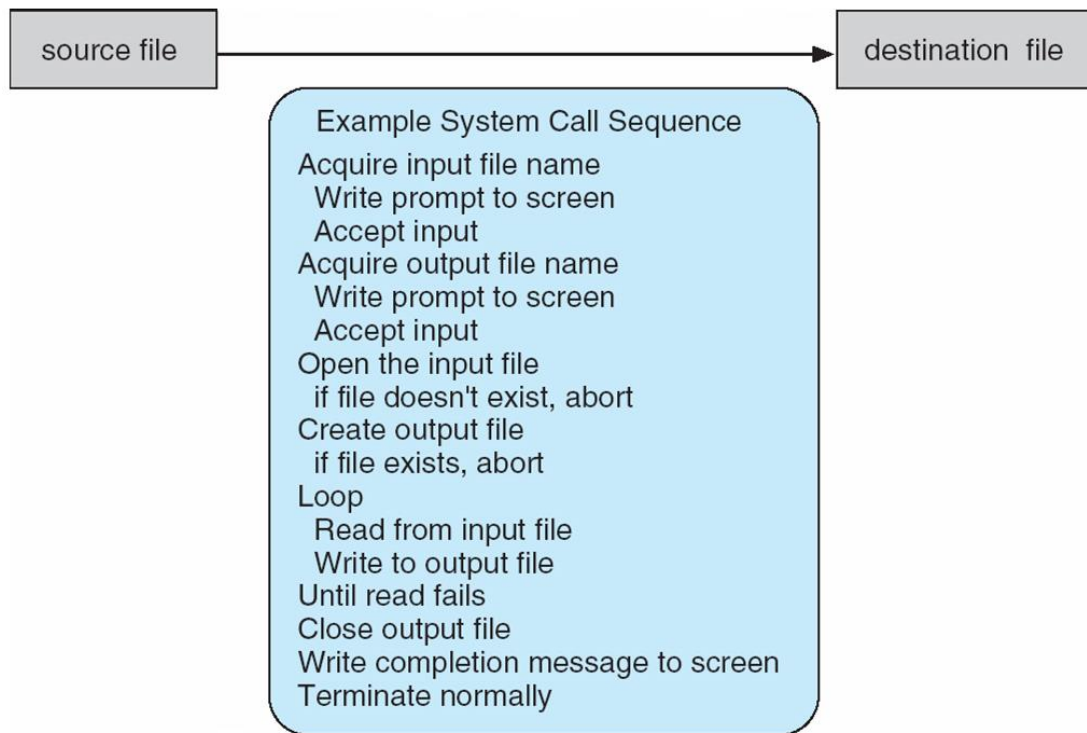 source file
destination file
Example System Call Sequence
Acquire input file name
Write prompt to screen
Accept input
Acquire output file name
Write prompt to screen
Accept input
Open the input file
if file doesn't exist, abort
Create output file
if file exists, abort
Loop
Read from input file
Write to output file
Until read fails
Close output file
Write completion message to screen
Terminate normally